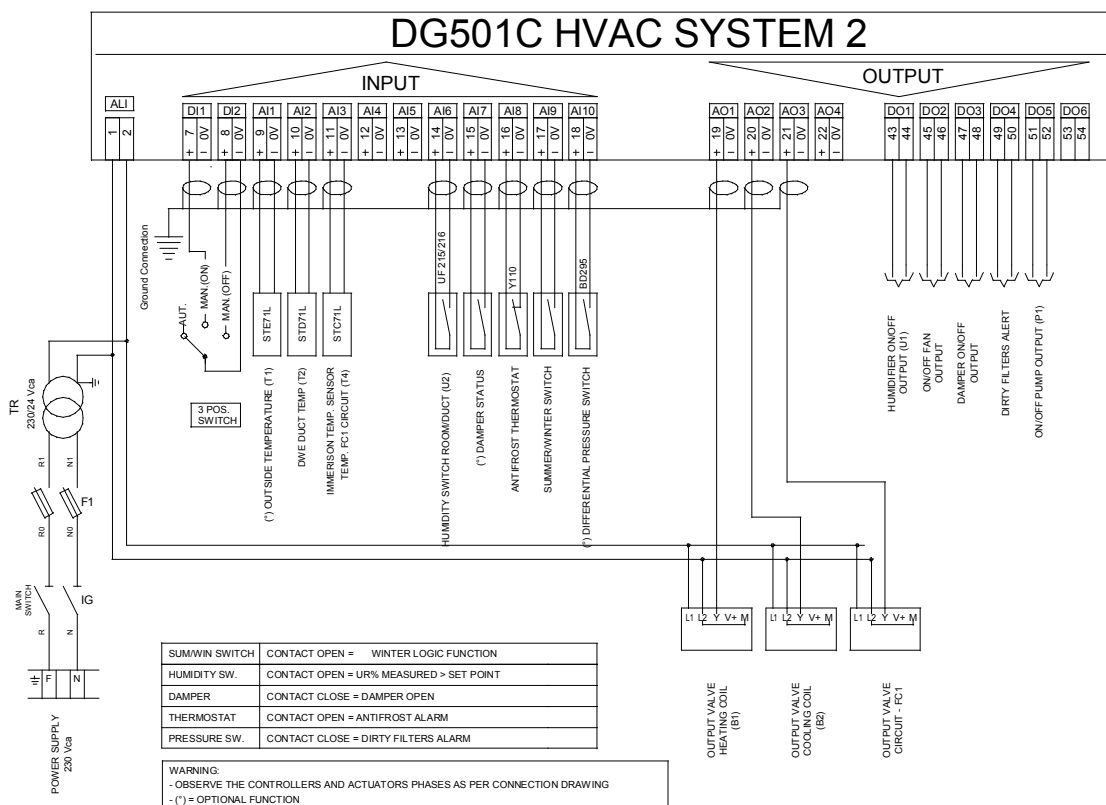 DG501C HVAC SYSTEM 2
INPUT
OUTPUT
ALI
DI1
DI2
AI1
AI2
AI3
AI4
AI5
AI6
AI7
AI8
AI9
AI10
AO1
AO2
AO3
AO4
DO1
DO2
DO3
DO4
DO5
DO6
1
2
+ 7
- 0V
+ 8
- 0V
+ 9
- 0V
+ 10
- 0V
+ 11
- 0V
+ 12
- 0V
+ 13
- 0V
+ 14
- 0V
+ 15
- 0V
+ 16
- 0V
+ 17
- 0V
+ 18
- 0V
+ 19
- 0V
+ 20
- 0V
+ 21
- 0V
+ 22
- 0V
43
44
45
46
47
48
49
50
51
52
53
54
Ground Connection
AUT.
MAN.(ON)
MAN.(OFF)
3 POS.
SWITCH
STE71L
STD71L
STC71L
UF 215/216
Y110
BD295
(°) OUTSIDE TEMPERATURE (T1)
DWE DUCT TEMP (T2)
IMMERISON TEMP. SENSOR
TEMP. FC1 CIRCUIT (T4)
HUMIDITY SWITCH ROOM/DUCT (U2)
(°) DAMPER STATUS
ANTIFROST THERMOSTAT
SUMMER/WINTER SWITCH
(°) DIFFERENTIAL PRESSURE SWITCH
HUMIDIFIER ON/OFF
OUTPUT (U1)
ON/OFF FAN
OUTPUT
DAMPER ON/OFF
OUTPUT
DIRTY FILTERS ALERT
ON/OFF PUMP OUTPUT (P1)
TR
230/24 Vca
R1
N1
F1
R0
N0
MAIN
SWITCH
IG
R
N
F
N
POWER SUPPLY
230 Vca
L1 L2 Y V+ M
L1 L2 Y V+ M
L1 L2 Y V+ M
OUTPUT VALVE
HEATING COIL
(B1)
OUTPUT VALVE
COOLING COIL
(B2)
OUTPUT VALVE
CIRCUIT - FC1
SUM/WIN SWITCH CONTACT OPEN = WINTER LOGIC FUNCTION
HUMIDITY SW. CONTACT OPEN = UR% MEASURED > SET POINT
DAMPER CONTACT CLOSE = DAMPER OPEN
THERMOSTAT CONTACT OPEN = ANTIFROST ALARM
PRESSURE SW. CONTACT CLOSE = DIRTY FILTERS ALARM
WARNING:
- OBSERVE THE CONTROLLERS AND ACTUATORS PHASES AS PER CONNECTION DRAWING
- (°) = OPTIONAL FUNCTION